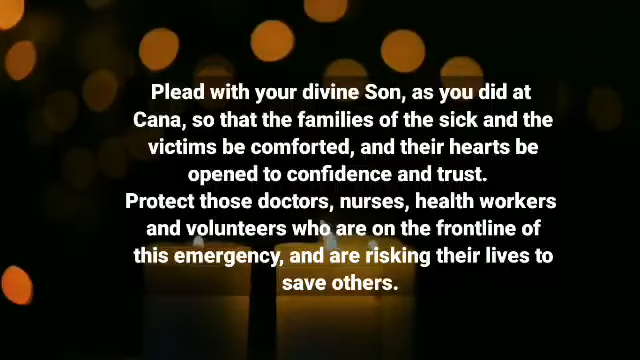 Plead with your divine Son, as you did at
Cana, so that the families of the sick and the
victims be comforted, and their hearts be
opened to confidence and trust.
Protect those doctors, nurses, health workers
and volunteers who are on the frontline of
this emergency, and are risking their lives to
save others.